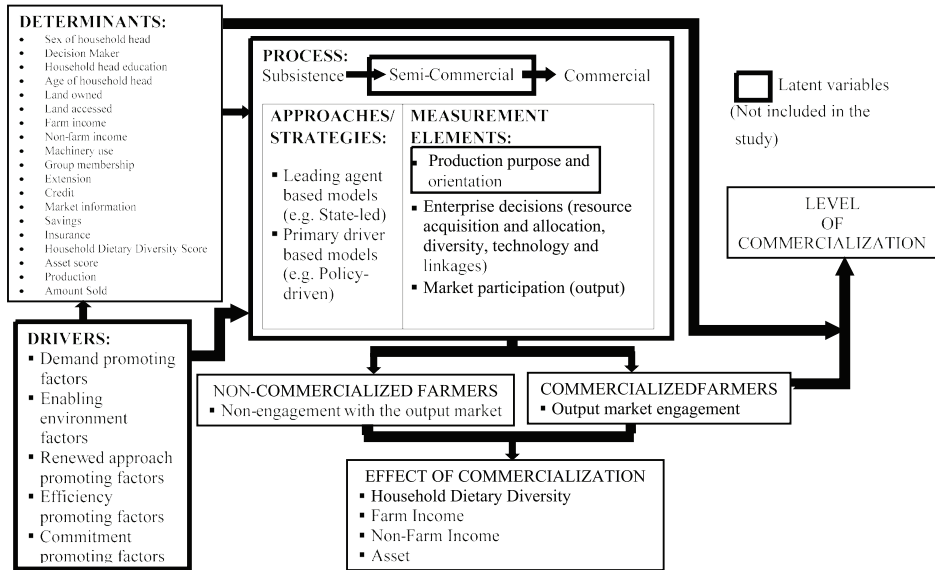 DETERMINANTS:
• Sex of household head
• Decision Maker
• Household head education
• Age of household head
• Land owned
• Land accessed
• Farm income
• Non-farm income
• Machinery use
• Group membership
• Extension
• Credit
• Market information
• Savings
• Insurance
• Household Dietary Diversity Score
• Asset score
• Production
• Amount Sold
DRIVERS:
▪ Demand promoting
factors
▪ Enabling
environment
factors
▪ Renewed approach
promoting factors
▪ Efficiency
promoting factors
▪ Commitment
promoting factors
PROCESS:
Subsistence
Semi-Commercial
Commercial
APPROACHES/
STRATEGIES:
▪ Leading agent
based models
(e.g. State-led)
▪ Primary driver
based models
(e.g. Policy-
driven)
MEASUREMENT
ELEMENTS:
▪ Production purpose and
orientation
▪ Enterprise decisions (resource
acquisition and allocation,
diversity, technology and
linkages)
▪ Market participation (output)
Latent variables
(Not included in the
study)
LEVEL
OF
COMMERCIALIZATION
NON-COMMERCIALIZED FARMERS
▪ Non-engagement with the output market
COMMERCIALIZEDFARMERS
▪ Output market engagement
EFFECT OF COMMERCIALIZATION
▪ Household Dietary Diversity
▪ Farm Income
▪ Non-Farm Income
▪ Asset